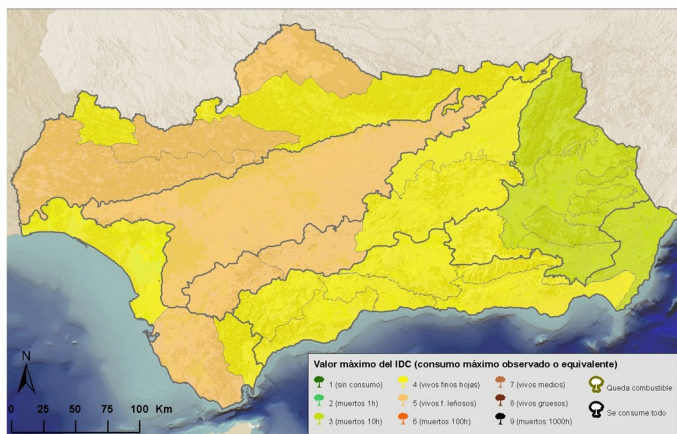 N
0 25 50 75 100 Km
Valor máximo del IDC (consumo máximo observado o equivalente)
1 (sin consumo) 4 (vivos finos hojas) 7 (vivos medios)
Queda combustible
2 (muertos 1h) 5 (vivos f. leñosos) 8 (vivos gruesos)
Se consume todo
3 (muertos 10h) 6 (muertos 100h) 9 (muertos 1000h)